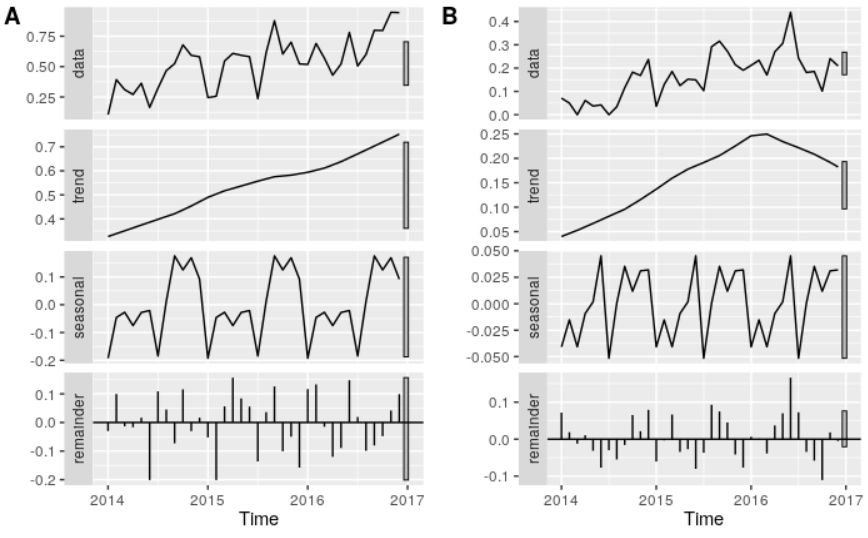 A
data
0.75
0.50
0.25
trend
0.7
0.6
0.5
0.4
seasonal
0.1
0.0
-0.1
-0.2
remainder
0.1
0.0
-0.1
-0.2
2014 2015 2016 2017
Time
B
data
0.4
0.3
0.2
0.1
0.0
trend
0.25
0.20
0.15
0.10
0.05
seasonal
0.050
0.025
0.000
-0.025
-0.050
remainder
0.1
0.0
-0.1
2014 2015 2016 2017
Time